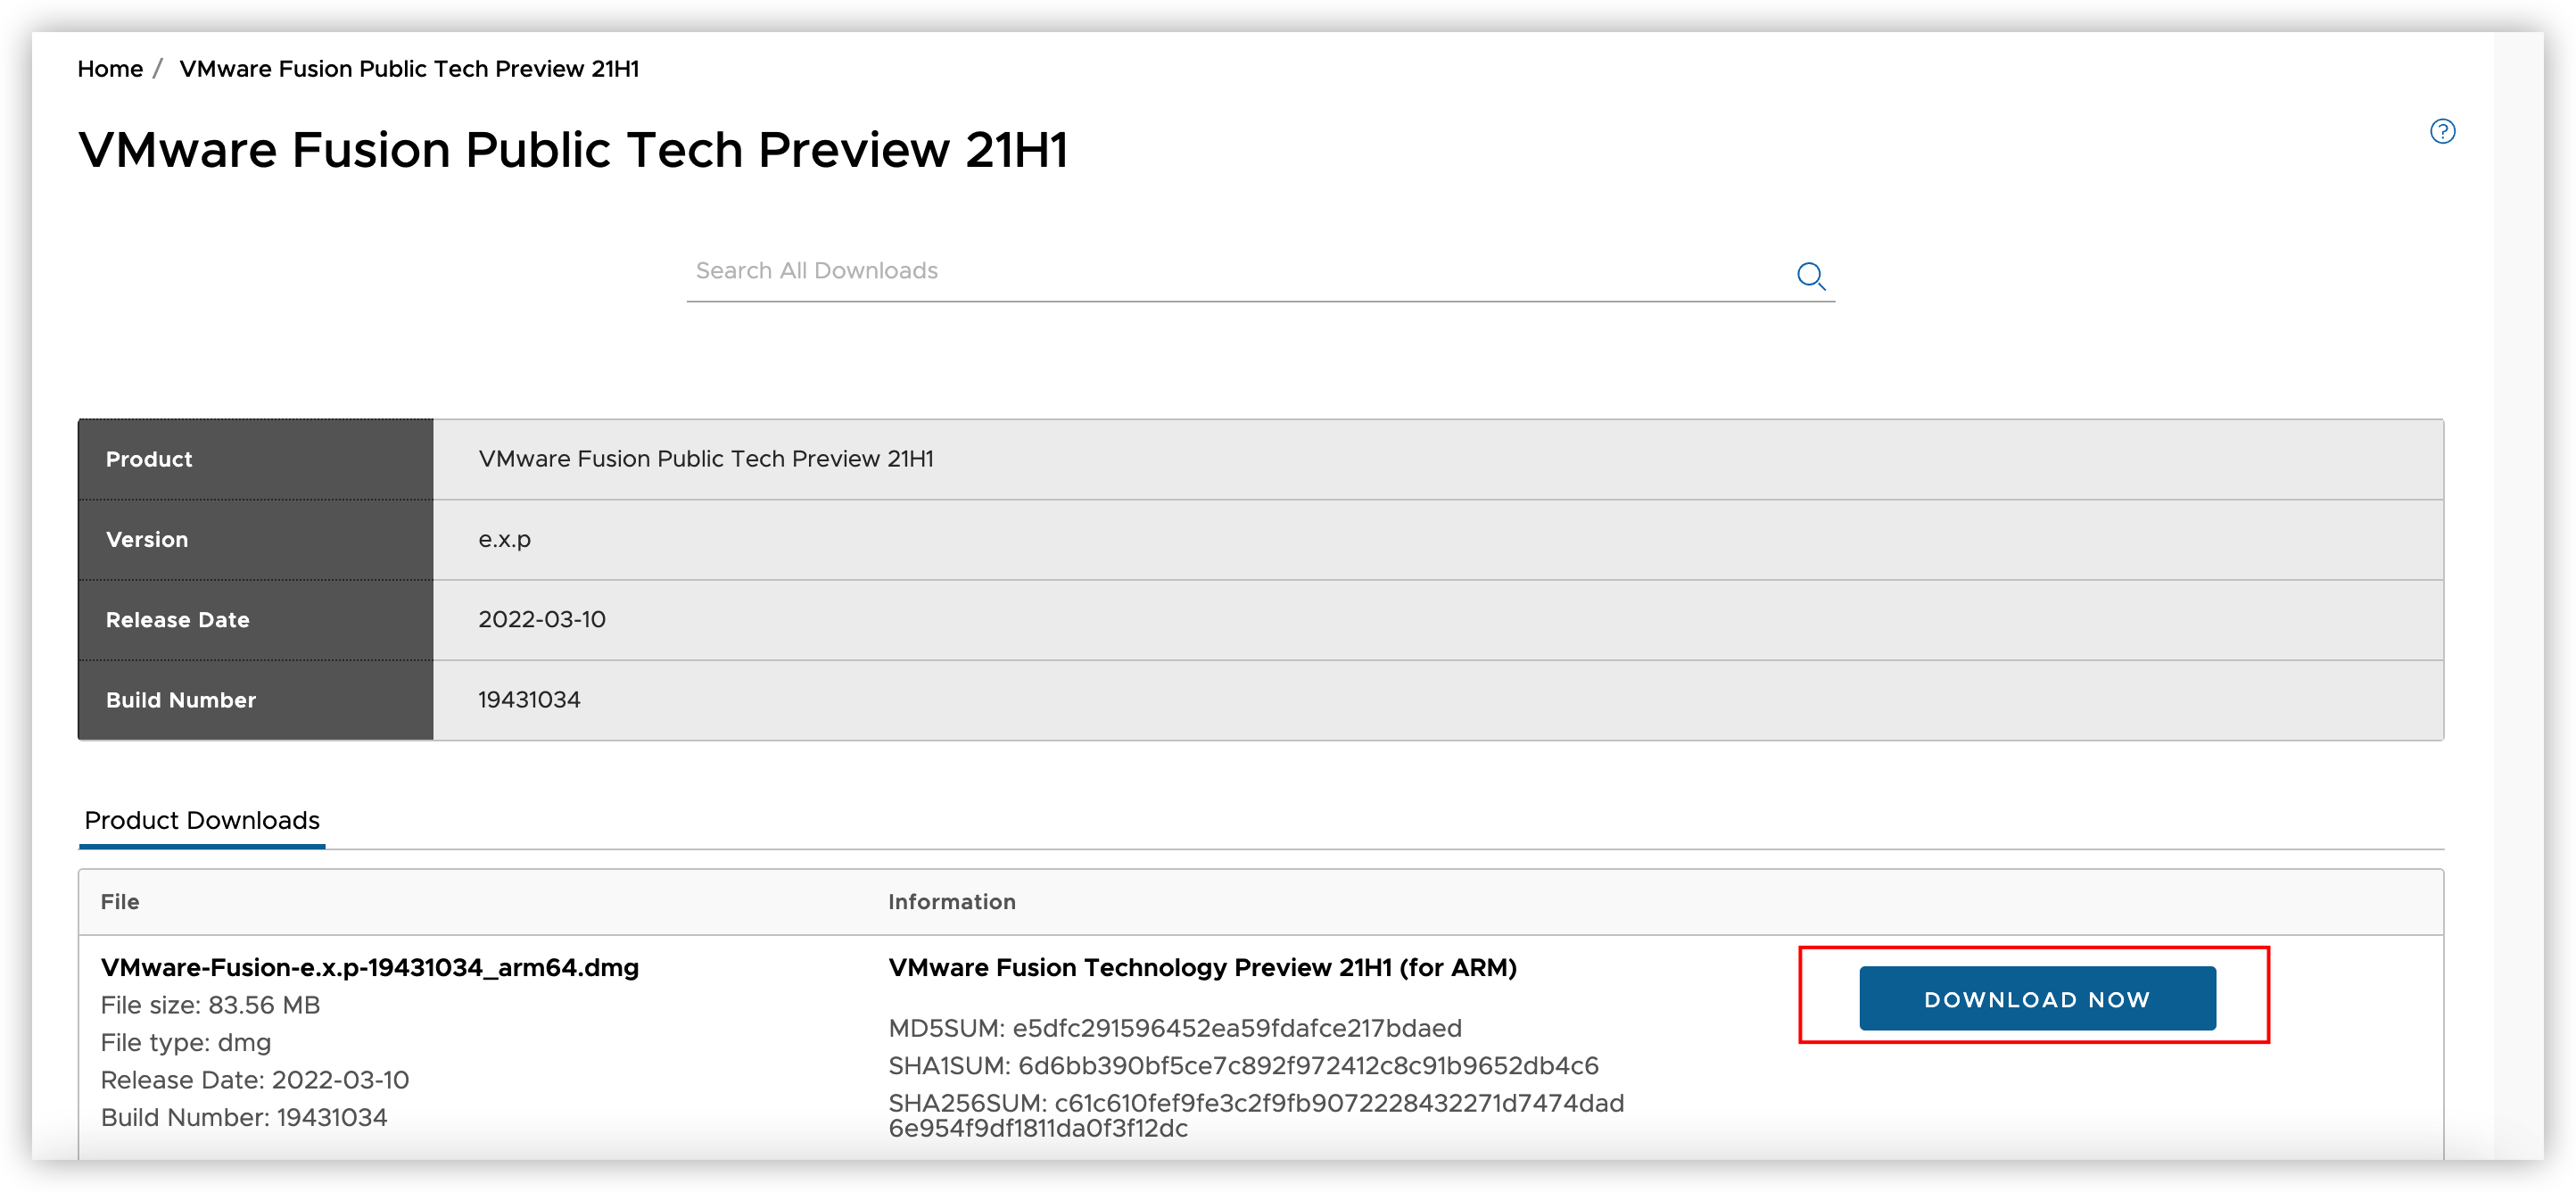 Home / VMware Fusion Public Tech Preview 21H1
VMware Fusion Public Tech Preview 21H1
Search All Downloads
Product VMware Fusion Public Tech Preview 21H1
Version e.x.p
Release Date 2022-03-10
Build Number 19431034
Product Downloads
File Information
VMware-Fusion-e.x.p-19431034_arm64.dmg
File size: 83.56 MB
File type: dmg
Release Date: 2022-03-10
Build Number: 19431034
VMware Fusion Technology Preview 21H1 (for ARM)
MD5SUM: e5dfc291596452ea59fdafce217bdaed
SHA1SUM: 6d6bb390bf5ce7c892f972412c8c91b9652db4c6
SHA256SUM: c61c610fef9fe3c2f9fb9072228432271d7474dad
6e954f9df1811da0f3f12dc
DOWNLOAD NOW